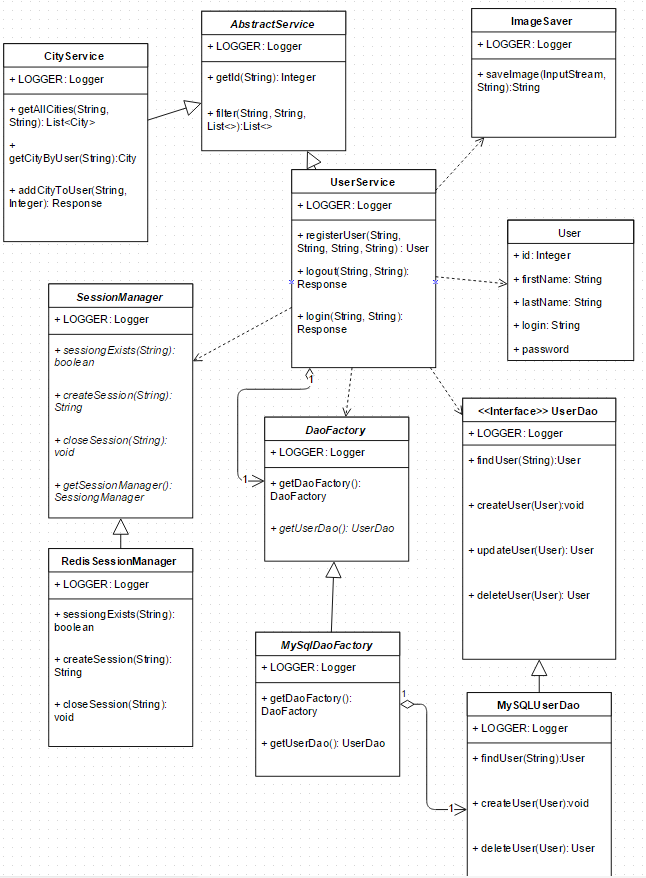 AbstractService
+ LOGGER: Logger
+ getId(String): Integer
+ filter(String, String,
List<>):List<>
ImageSaver
+ LOGGER: Logger
+ saveImage(InputStream,
String):String
CityService
+ LOGGER: Logger
+ getAllCities(String,
String): List<City>
+
getCityByUser(String):City
+ addCityToUser(String,
Integer): Response
UserService
+ LOGGER: Logger
+ registerUser(String,
String, String, String) : User
+ logout(String, String):
Response
+ login(String, String):
Response
User
+ id: Integer
+ firstName: String
+ lastName: String
+ login: String
+ password
SessionManager
+ LOGGER: Logger
+ sessiongExists(String):
boolean
+ createSession(String):
String
+ closeSession(String):
void
+ getSessionManager():
SessiongManager
1
1
DaoFactory
+ LOGGER: Logger
+ getDaoFactory():
DaoFactory
+ getUserDao(): UserDao
<<Interface>> UserDao
+ LOGGER: Logger
+ findUser(String):User
+ createUser(User):void
+ updateUser(User): User
+ deleteUser(User): User
RedisSessionManager
+ LOGGER: Logger
+ sessiongExists(String):
boolean
+ createSession(String):
String
+ closeSession(String):
void
MySqlDaoFactory
+ LOGGER: Logger
+ getDaoFactory():
DaoFactory
+ getUserDao(): UserDao
1
1
MySQLUserDao
+ LOGGER: Logger
+ findUser(String):User
+ createUser(User):void
+ deleteUser(User): User